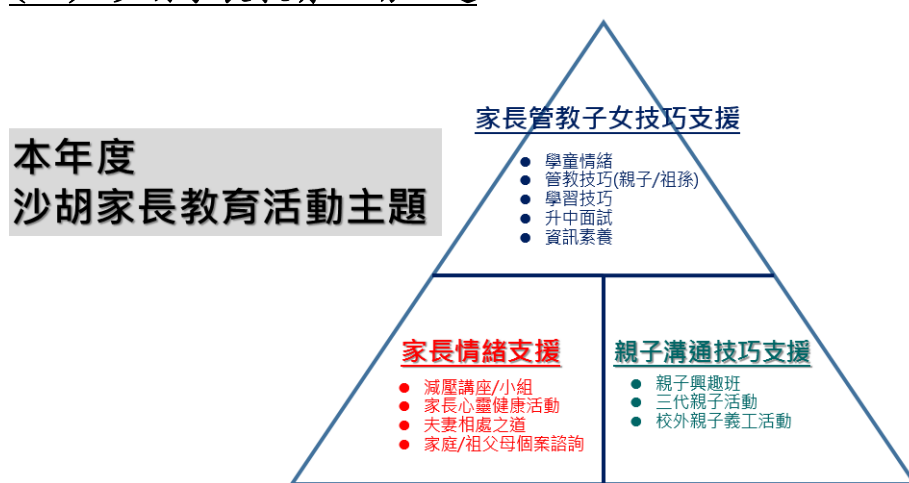 本年度
沙胡家長教育活動主題
家長管教子女技巧支援
● 學童情緒
● 管教技巧(親子/祖孫)
● 學習技巧
● 升中面試
● 資訊素養
家長情緒支援
● 減壓講座/小組
● 家長心靈健康活動
● 夫妻相處之道
● 家庭/祖父母個案諮詢
親子溝通技巧支援
● 親子興趣班
● 三代親子活動
● 校外親子義工活動